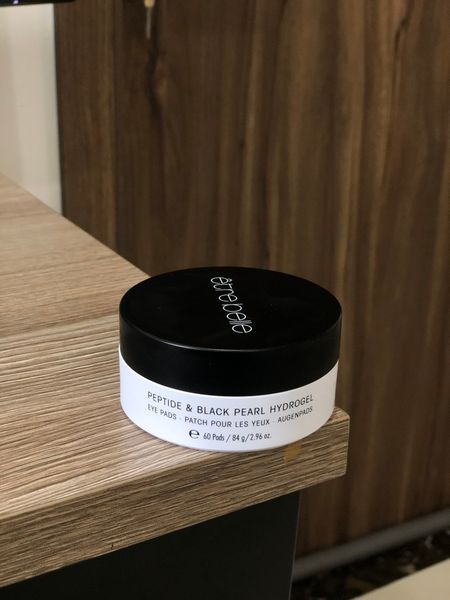 être belle
PEPTIDE & BLACK PEARL HYDROGEL
EYE PADS · PATCH POUR LES YEUX · AUGENPADS
℮ 60 Pads / 84 g/2.96 oz.